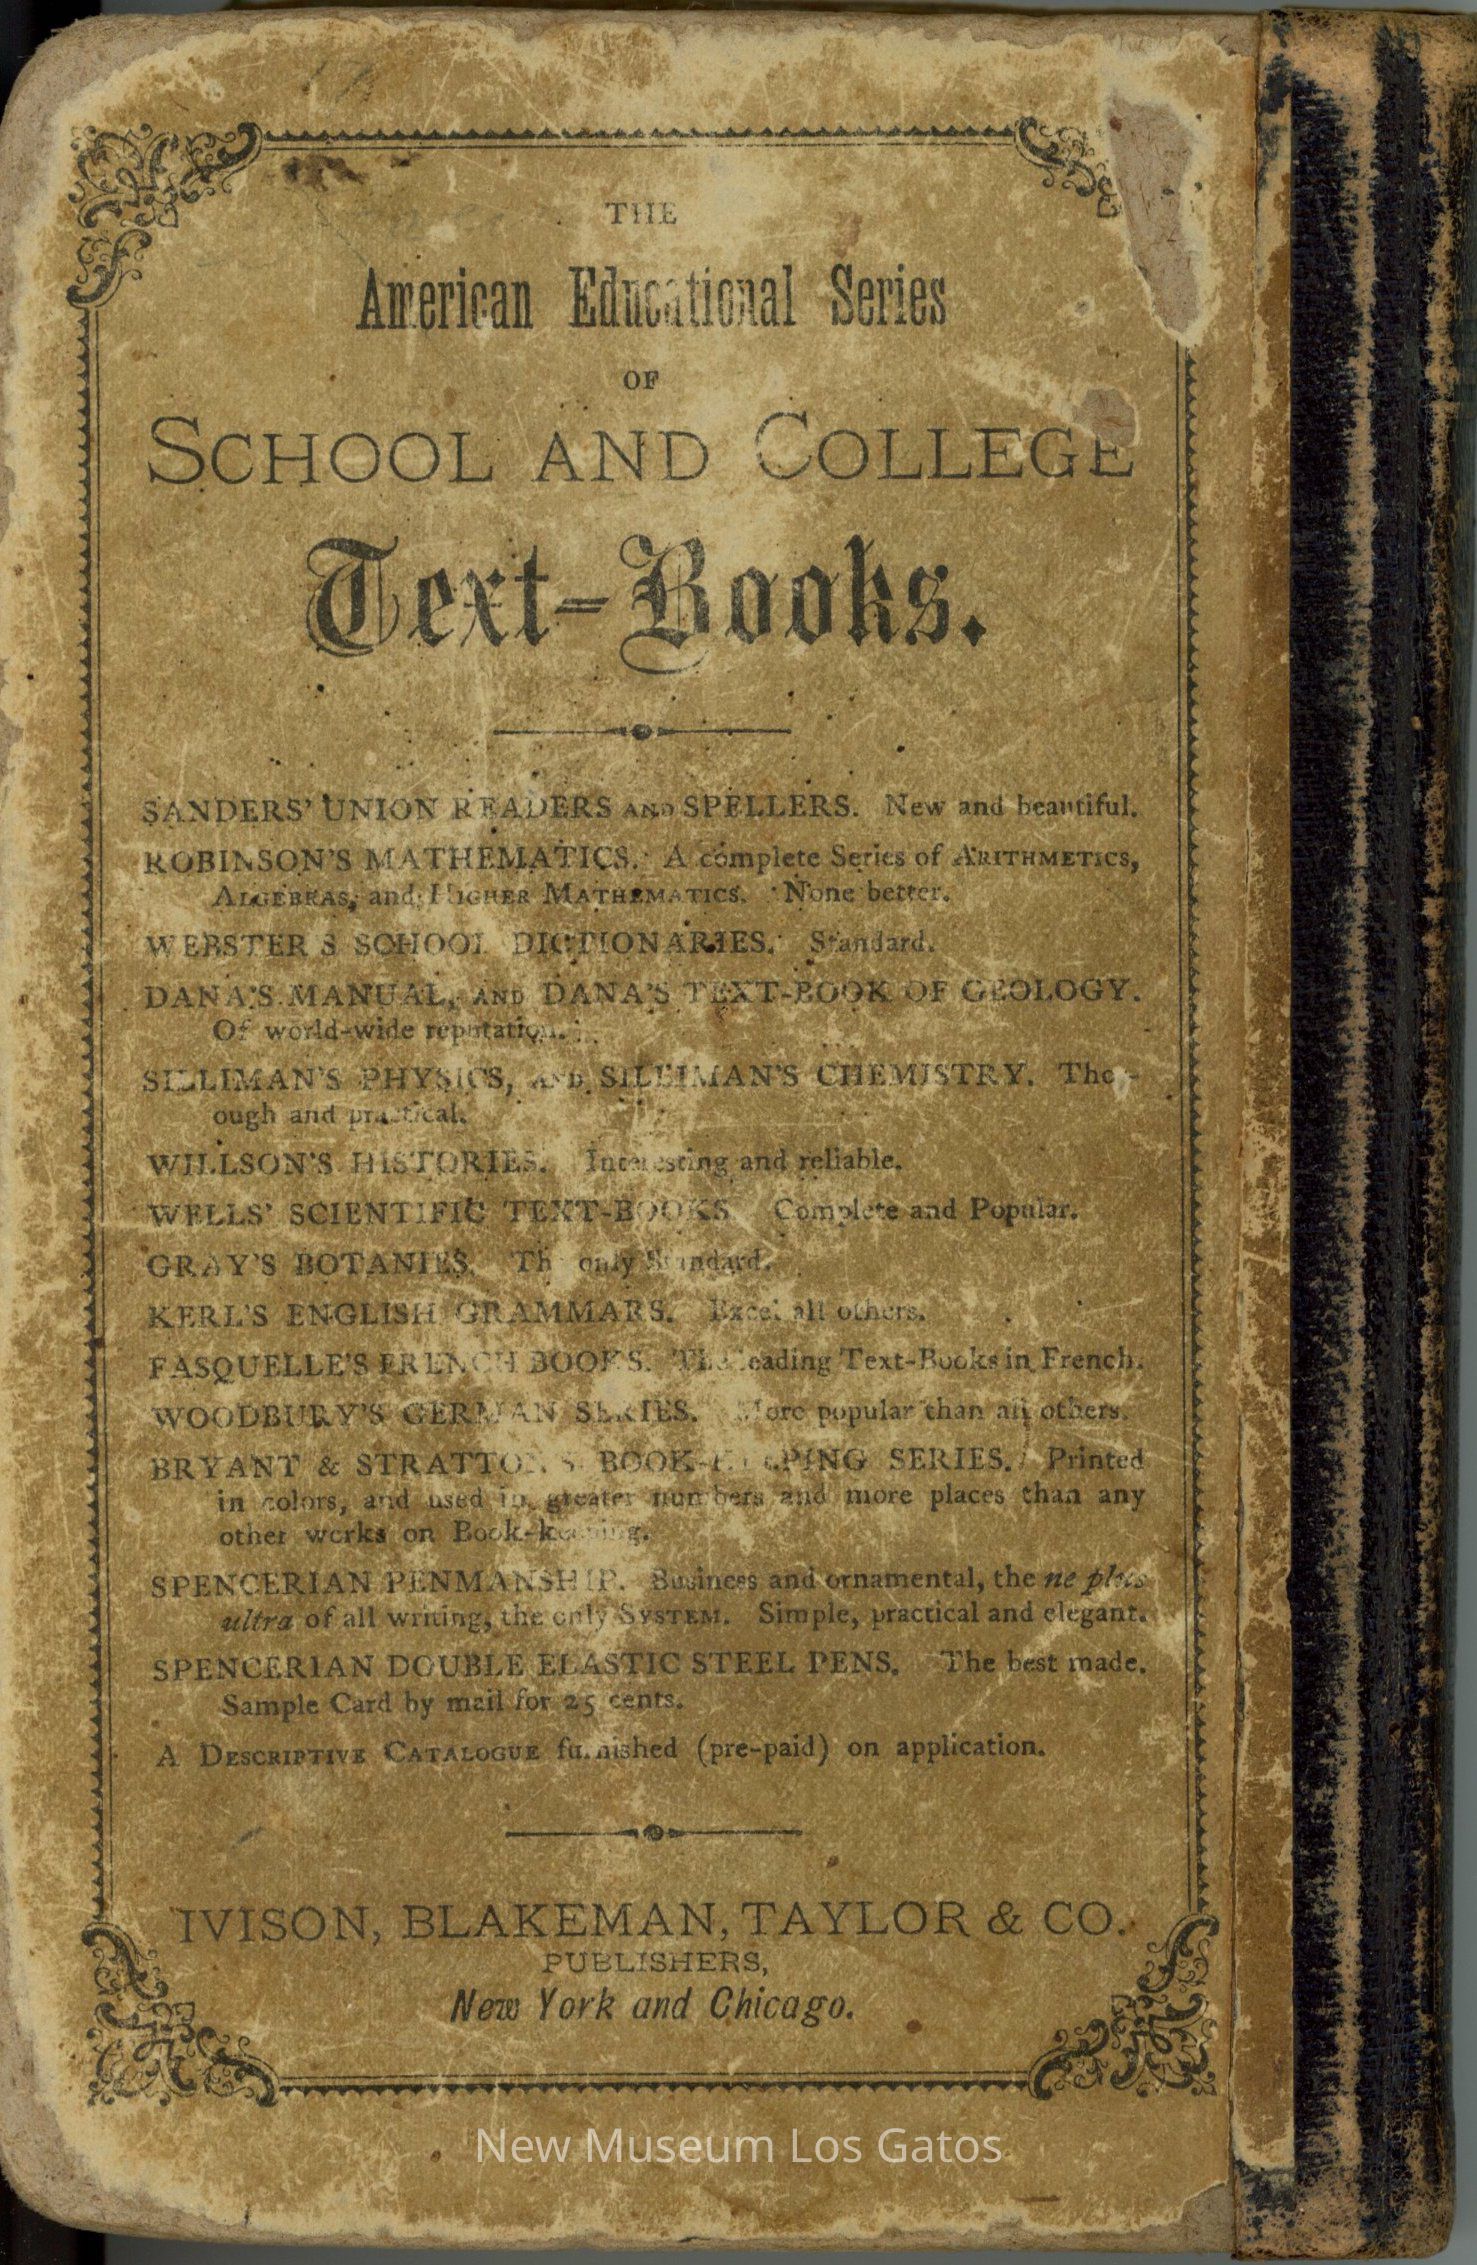 THE
American Educational Series
OF
SCHOOL AND COLLEGE
Text-Books.
SANDERS' UNION READERS AND SPELLERS. New and beautiful.
ROBINSON'S MATHEMATICS. A complete Series of ARITHMETICS,
ALGEBRAS, and HIGHER MATHEMATICS. None better.
WEBSTER'S SCHOOL DICTIONARIES. Standard.
DANA'S MANUAL, AND DANA'S TEXT-BOOK OF GEOLOGY.
Of world-wide reputation.
SILLIMAN'S PHYSICS, AND SILLIMAN'S CHEMISTRY.
ough and practical.
WILLSON'S HISTORIES. Interesting and reliable.
WELLS' SCIENTIFIC TEXT-BOOKS. Complete and Popular.
GRAY'S BOTANIES. The only Standard.
KERL'S ENGLISH GRAMMARS. Excel all others.
FASQUELLE'S FRENCH BOOKS. The leading Text-Books in French.
WOODBURY'S GERMAN SERIES. More popular than all others.
BRYANT & STRATTON'S BOOK-KEEPING SERIES. Printed
in colors, and used in greater numbers and more places than any
other works on Book-keeping.
SPENCERIAN PENMANSHIP. Business and ornamental, the ne plus
ultra of all writing, the only SYSTEM. Simple, practical and elegant.
SPENCERIAN DOUBLE ELASTIC STEEL PENS. The best made.
Sample Card by mail for 25 cents.
A DESCRIPTIVE CATALOGUE furnished (pre-paid) on application.
IVISON, BLAKEMAN, TAYLOR & CO.
PUBLISHERS,
New York and Chicago.
New Museum Los Gatos